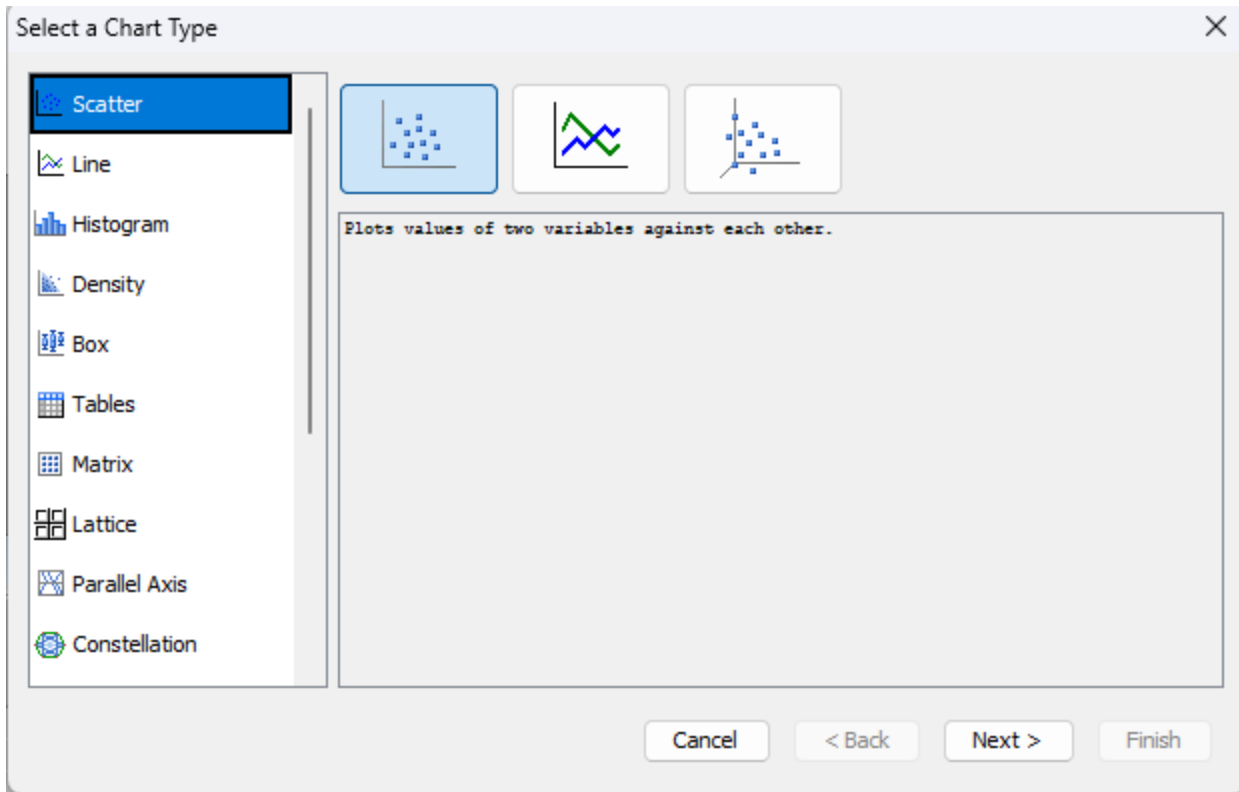 Select a Chart Type
Scatter
Line
Histogram
Density
Box
Tables
Matrix
Lattice
Parallel Axis
Constellation
Plots values of two variables against each other.
Cancel
< Back
Next >
Finish